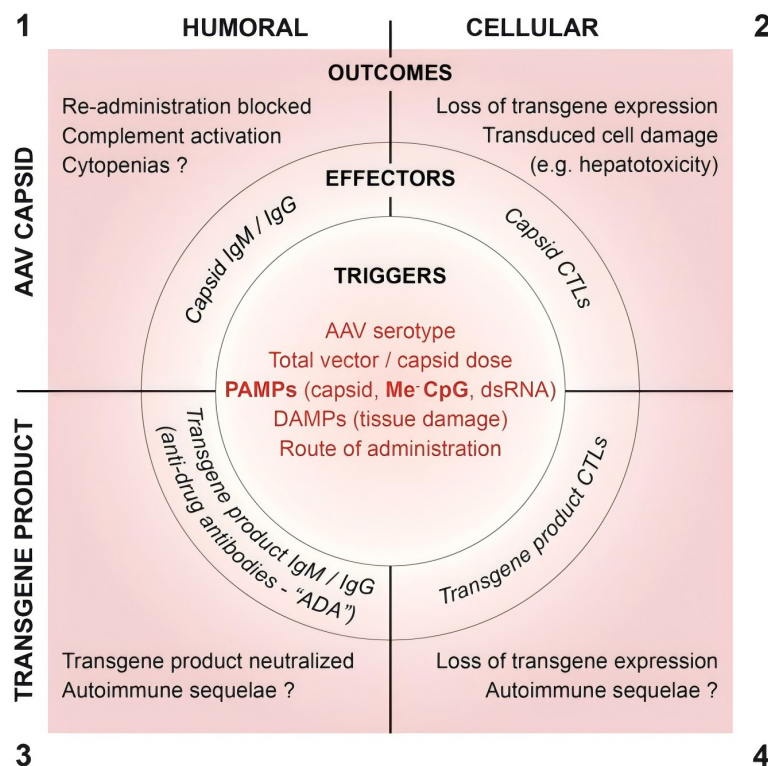 1
HUMORAL
CELLULAR
2
OUTCOMES
Re-administration blocked
Complement activation
Cytopenias ?
Loss of transgene expression
Transduced cell damage
(e.g. hepatotoxicity)
AAV CAPSID
EFFECTORS
Capsid IgM / IgG
Capsid CTLs
TRIGGERS
AAV serotype
Total vector / capsid dose
PAMPs (capsid, Me- CpG, dsRNA)
DAMPs (tissue damage)
Route of administration
TRANSGENE PRODUCT
Transgene product IgM / IgG
(anti-drug antibodies - “ADA”)
Transgene product CTLs
Transgene product neutralized
Autoimmune sequelae ?
Loss of transgene expression
Autoimmune sequelae ?
3
4